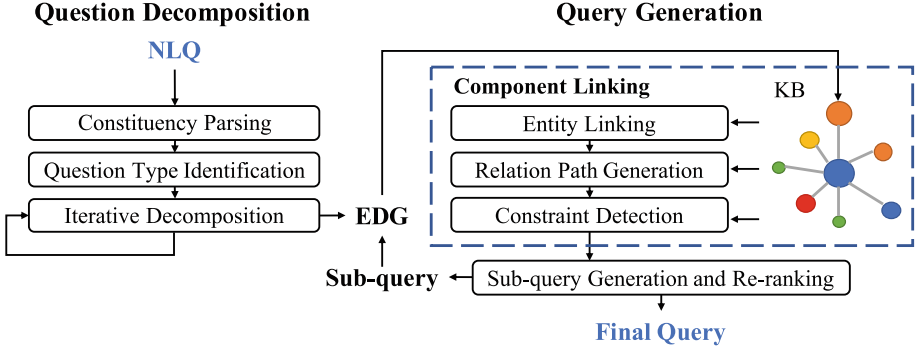 Question Decomposition
NLQ
Constituency Parsing
Question Type Identification
Iterative Decomposition
EDG
Sub-query
Query Generation
Component Linking
KB
Entity Linking
Relation Path Generation
Constraint Detection
Sub-query Generation and Re-ranking
Final Query